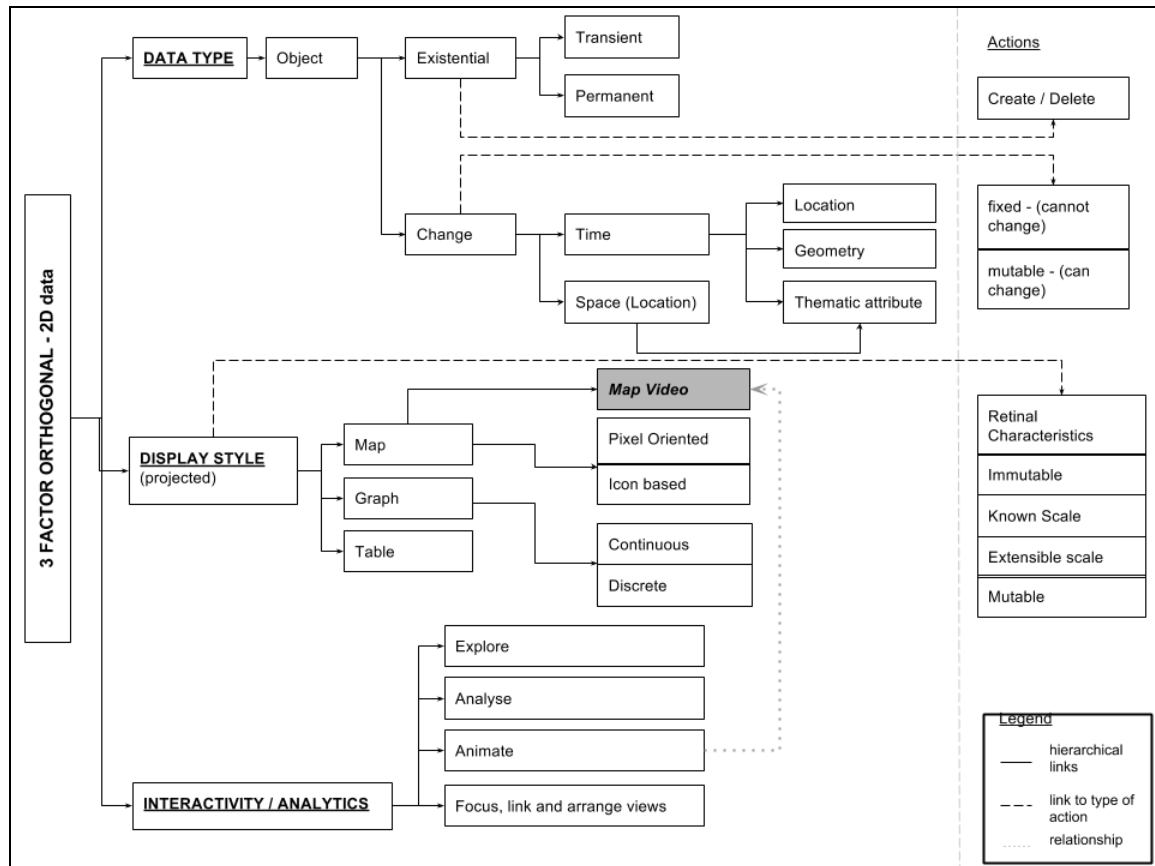 3 FACTOR ORTHOGONAL - 2D data
DATA TYPE
Object
Existential
Transient
Permanent
Change
Time
Space (Location)
Location
Geometry
Thematic attribute
DISPLAY STYLE
(projected)
Map
Graph
Table
Map Video
Pixel Oriented
Icon based
Continuous
Discrete
INTERACTIVITY / ANALYTICS
Explore
Analyse
Animate
Focus, link and arrange views
Actions
Create / Delete
fixed - (cannot
change)
mutable - (can
change)
Retinal
Characteristics
Immutable
Known Scale
Extensible scale
Mutable
Legend
hierarchical
links
link to type of
action
relationship